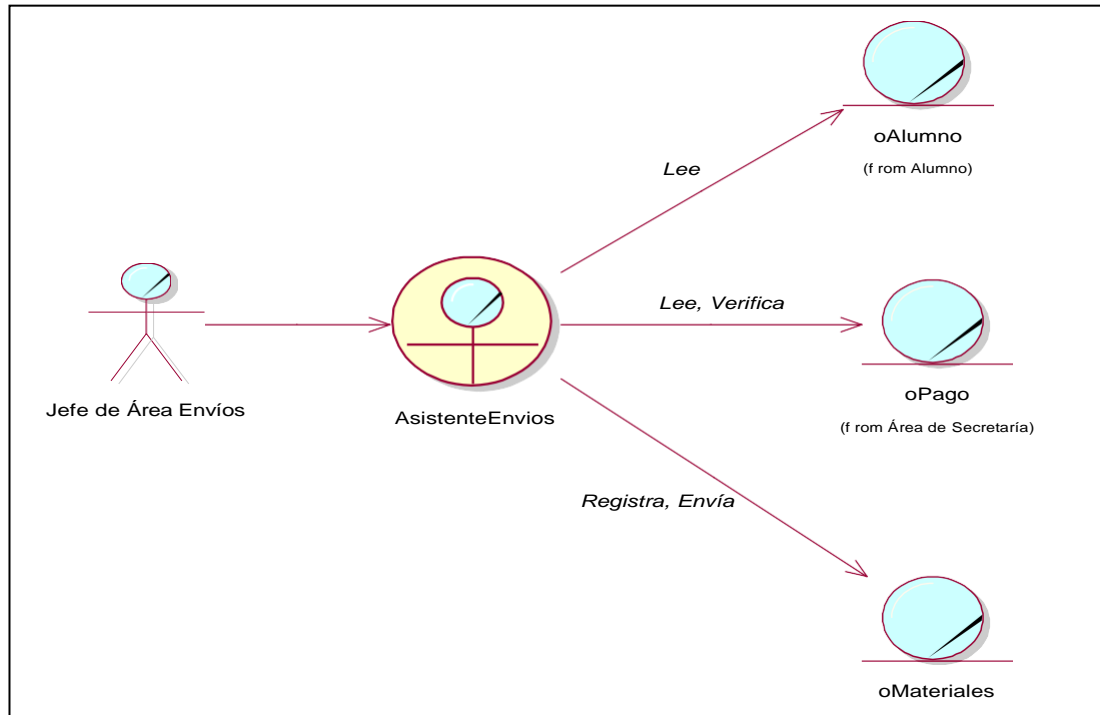 oAlumno
(f rom Alumno)
Lee
Lee, Verifica
oPago
(f rom Área de Secretaría)
Jefe de Área Envíos
AsistenteEnvios
Registra, Envía
oMateriales